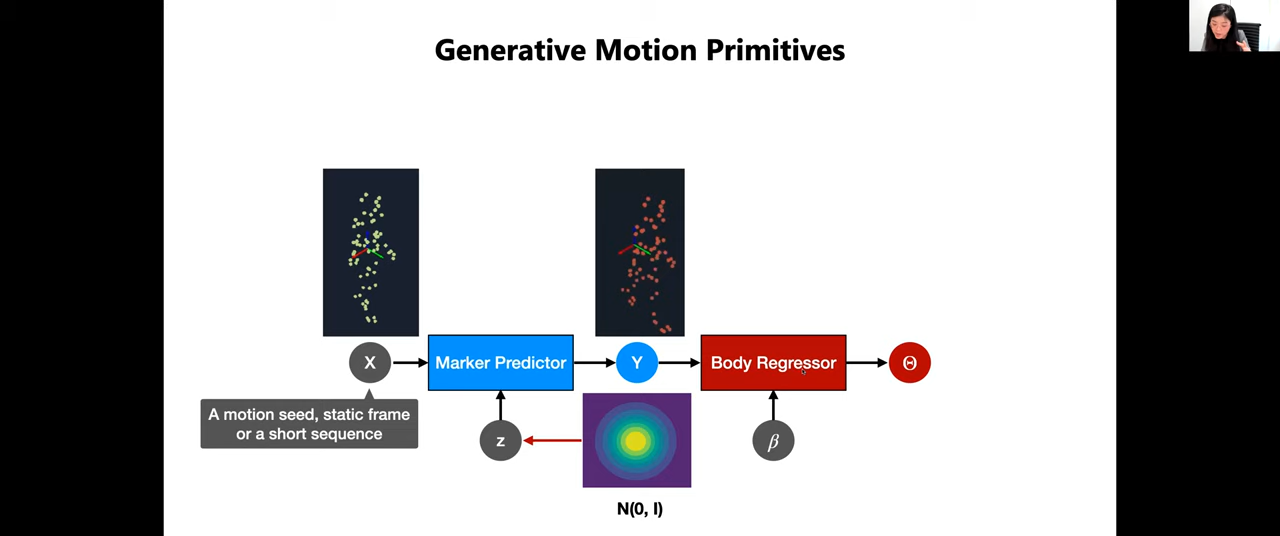 Generative Motion Primitives
X
Marker Predictor
Y
Body Regressor
Θ
A motion seed, static frame
or a short sequence
z
β
N(0, I)